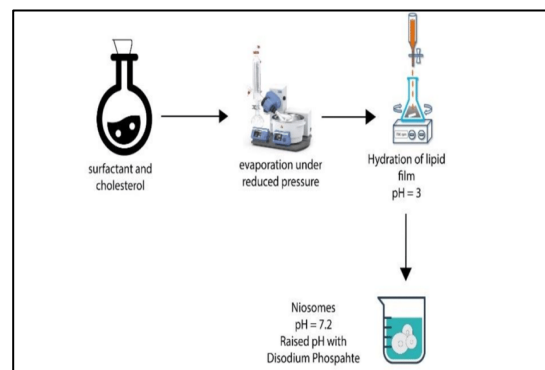 surfactant and
cholesterol
evaporation under
reduced pressure
Hydration of lipid
film
pH = 3
Niosomes
pH = 7.2
Raised pH with
Disodium Phospahte